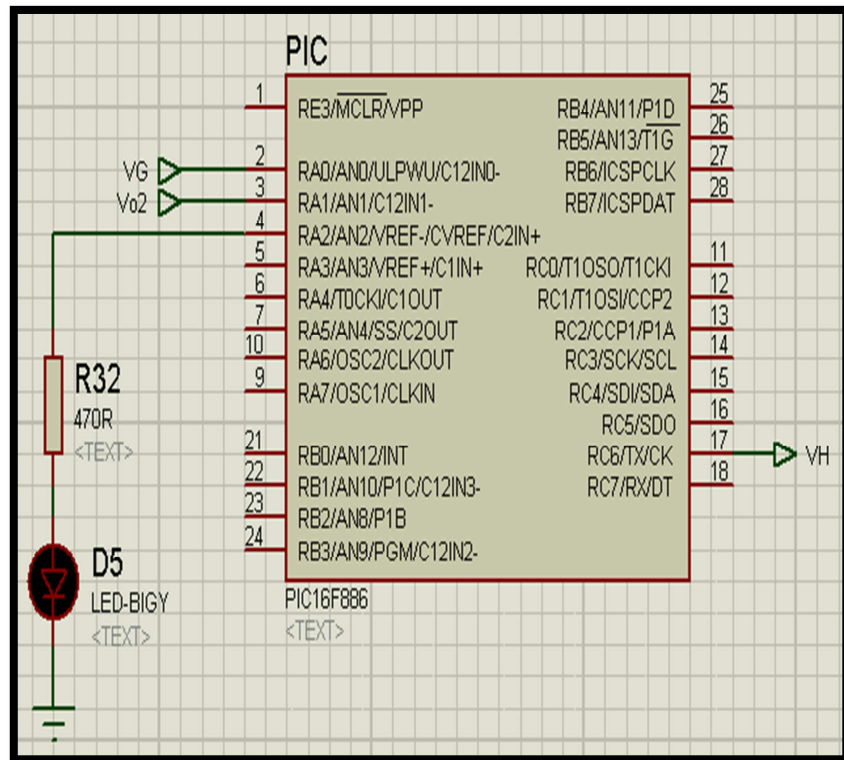 PIC
1 RE3/MCLR/VPP
2 RA0/AN0/ULPWU/C12IN0-
3 RA1/AN1/C12IN1-
4 RA2/AN2/VREF-/CVREF/C2IN+
5 RA3/AN3/VREF+/C1IN+
6 RA4/T0CKI/C1OUT
7 RA5/AN4/SS/C2OUT
10 RA6/OSC2/CLKOUT
9 RA7/OSC1/CLKIN
21 RB0/AN12/INT
22 RB1/AN10/P1C/C12IN3-
23 RB2/AN8/P1B
24 RB3/AN9/PGM/C12IN2-
RB4/AN11/P1D 25
RB5/AN13/T1G 26
RB6/ICSPCLK 27
RB7/ICSPDAT 28
RC0/T1OSO/T1CKI 11
RC1/T1OSI/CCP2 12
RC2/CCP1/P1A 13
RC3/SCK/SCL 14
RC4/SDI/SDA 15
RC5/SDO 16
RC6/TX/CK 17
RC7/RX/DT 18
VG
Vo2
VH
R32
470R
<TEXT>
D5
LED-BIGY
<TEXT>
PIC16F886
<TEXT>